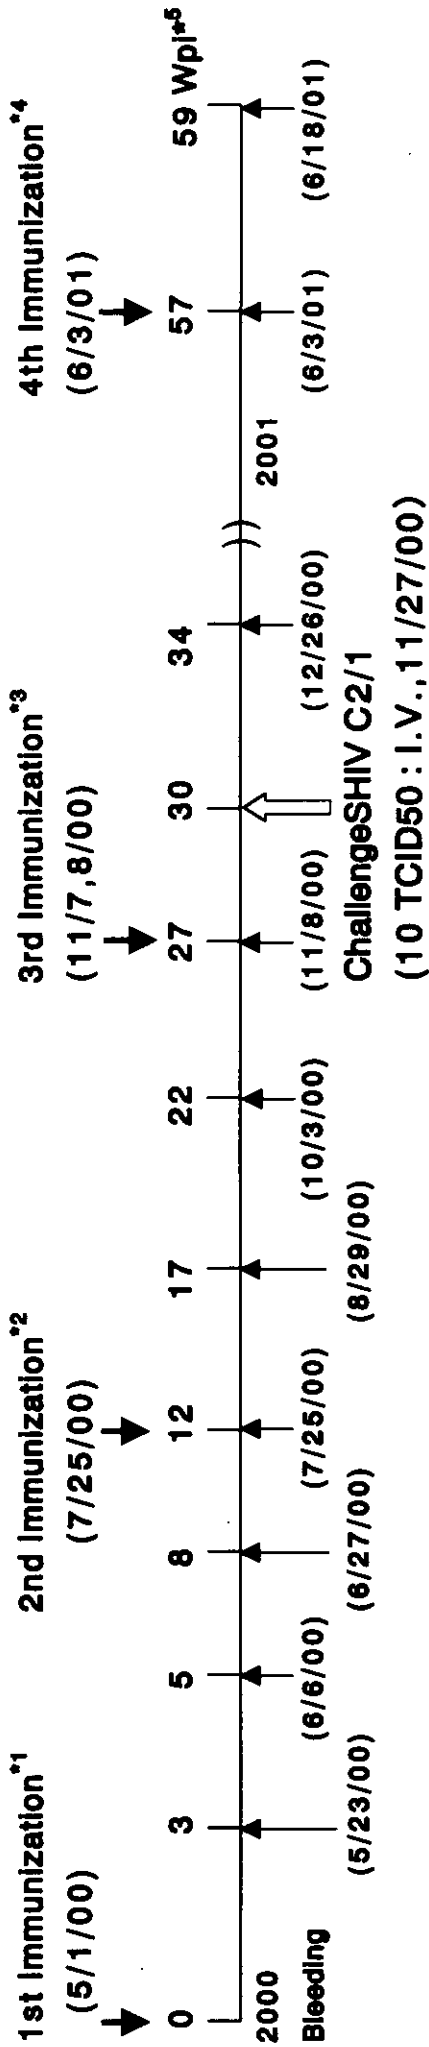 1st Immunization*1
(5/1/00)
2nd Immunization*2
(7/25/00)
3rd Immunization*3
(11/7,8/00)
4th Immunization*4
(6/3/01)
0 3 5 8 12 17 22 27 30 34 57 59 Wpi*5
2000
2001
Bleeding
(5/23/00)
(6/6/00)
(6/27/00)
(7/25/00)
(8/29/00)
(10/3/00)
(11/8/00)
(12/26/00)
(6/3/01)
(6/18/01)
ChallengeSHIV C2/1
(10 TCID50 : I.V.,11/27/00)